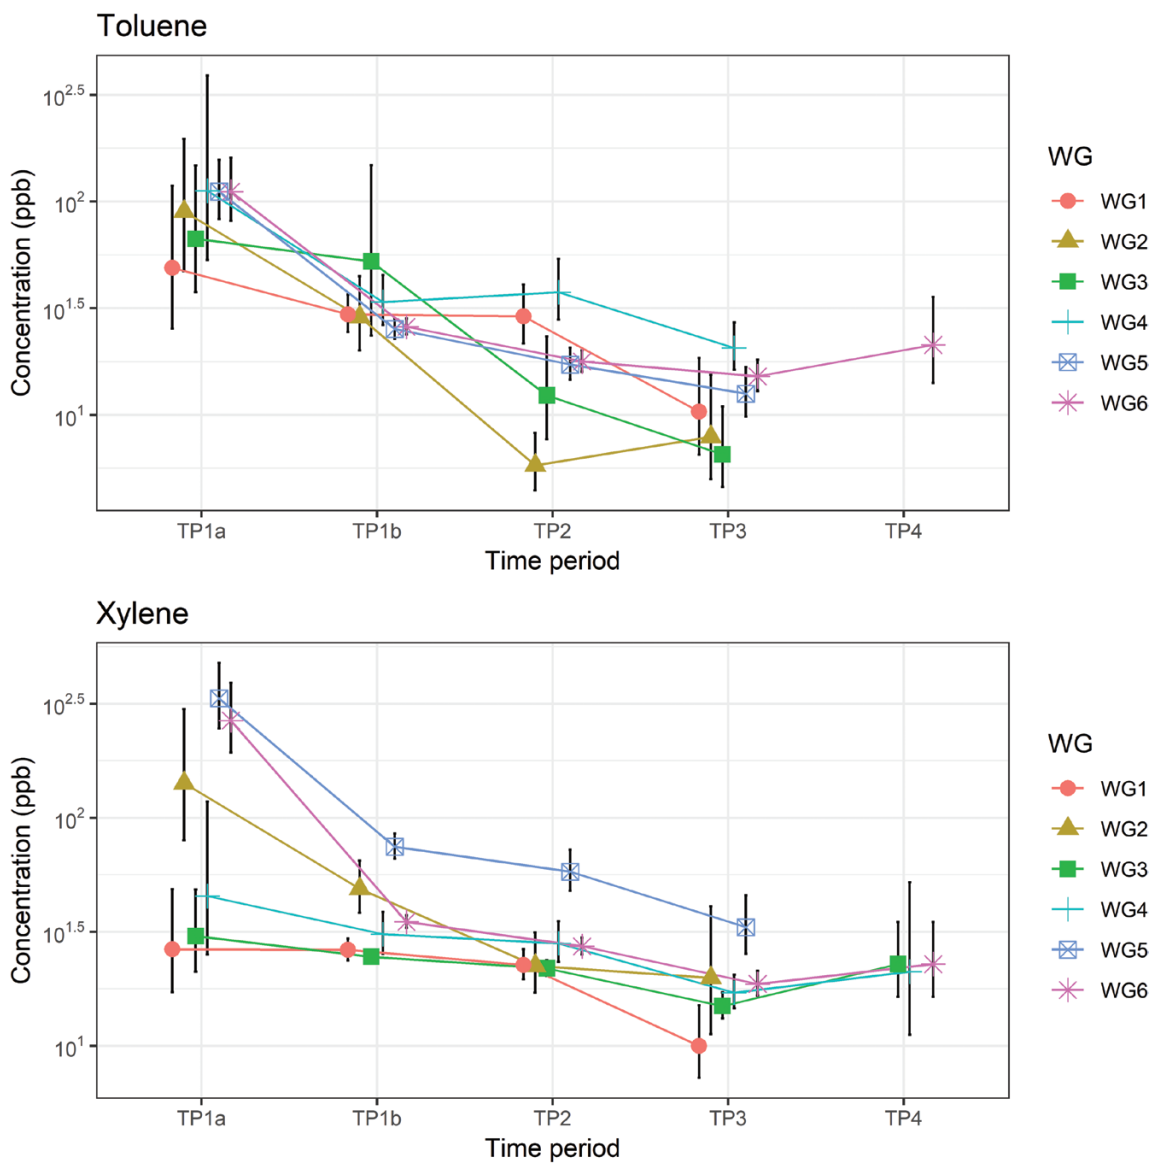 Toluene
Concentration (ppb)
10^2.5
10^2
10^1.5
10^1
TP1a TP1b TP2 TP3 TP4
Time period
WG
WG1
WG2
WG3
WG4
WG5
WG6
Xylene
Concentration (ppb)
10^2.5
10^2
10^1.5
10^1
TP1a TP1b TP2 TP3 TP4
Time period
WG
WG1
WG2
WG3
WG4
WG5
WG6